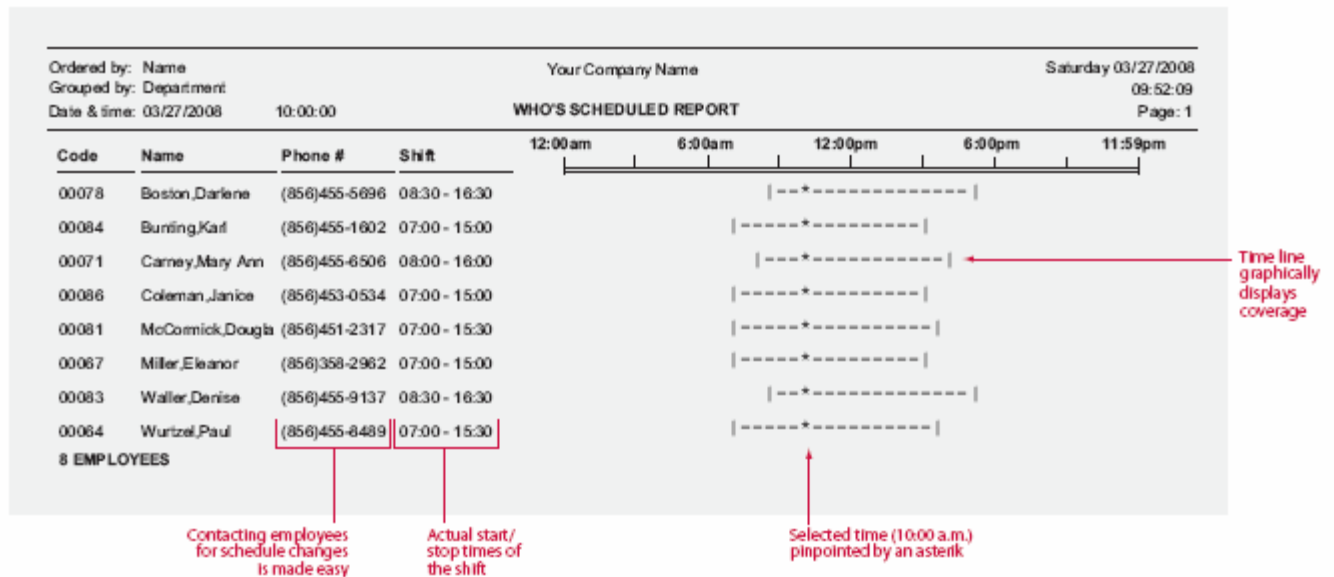 Ordered by: Name Your Company Name Saturday 03/27/2008
Grouped by: Department 09:52:09
Date & time: 03/27/2008 10:00:00 WHO'S SCHEDULED REPORT Page: 1
12:00am 6:00am 12:00pm 6:00pm 11:59pm
Code Name Phone # Shift
00078 Boston,Darlene (856)455-5696 08:30 - 16:30
00084 Bunting,Karl (856)455-1602 07:00 - 15:00
00071 Carney,Mary Ann (856)455-6506 08:00 - 16:00
00086 Coleman,Janice (856)453-0534 07:00 - 15:00
00081 McCormick,Dougla (856)451-2317 07:00 - 15:30
00067 Miller,Eleanor (856)358-2962 07:00 - 15:00
00083 Waller,Denise (856)455-9137 08:30 - 16:30
00064 Wurtzel,Paul (856)455-8489 07:00 - 15:30
8 EMPLOYEES
Time line
graphically
displays
coverage
Contacting employees
for schedule changes
is made easy
Actual start/
stop times of
the shift
Selected time (10:00 a.m.)
pinpointed by an asterik